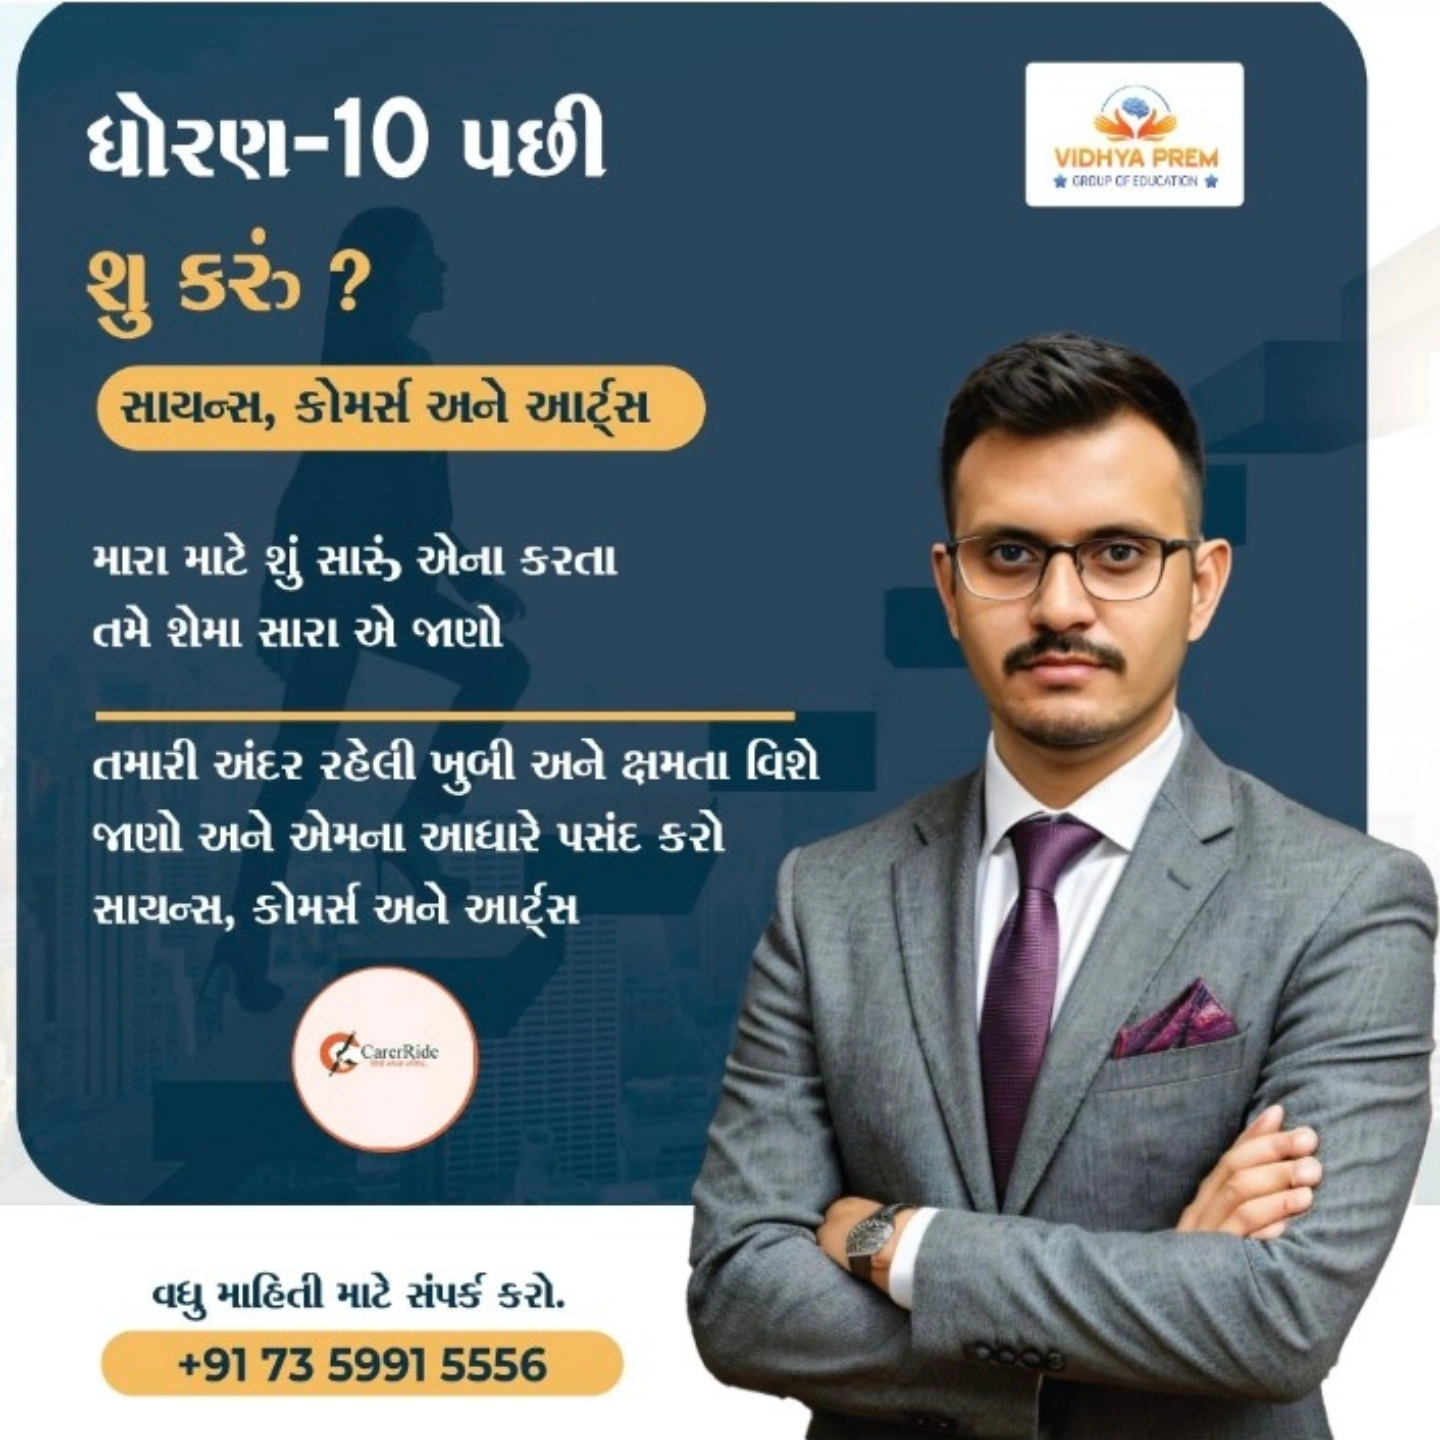 ધોરણ-10 પછી
શુ કરું ?
સાયન્સ, કોમર્સ અને આર્ટ્સ
VIDHYA PREM
GROUP OF EDUCATION
મારા માટે શું સારું એના કરતા
તમે શેમા સારા એ જાણો
તમારી અંદર રહેલી ખુબી અને ક્ષમતા વિશે
જાણો અને એમના આધારે પસંદ કરો
સાયન્સ, કોમર્સ અને આર્ટ્સ
CarerRide
વધુ માહિતી માટે સંપર્ક કરો.
+91 73 5991 5556